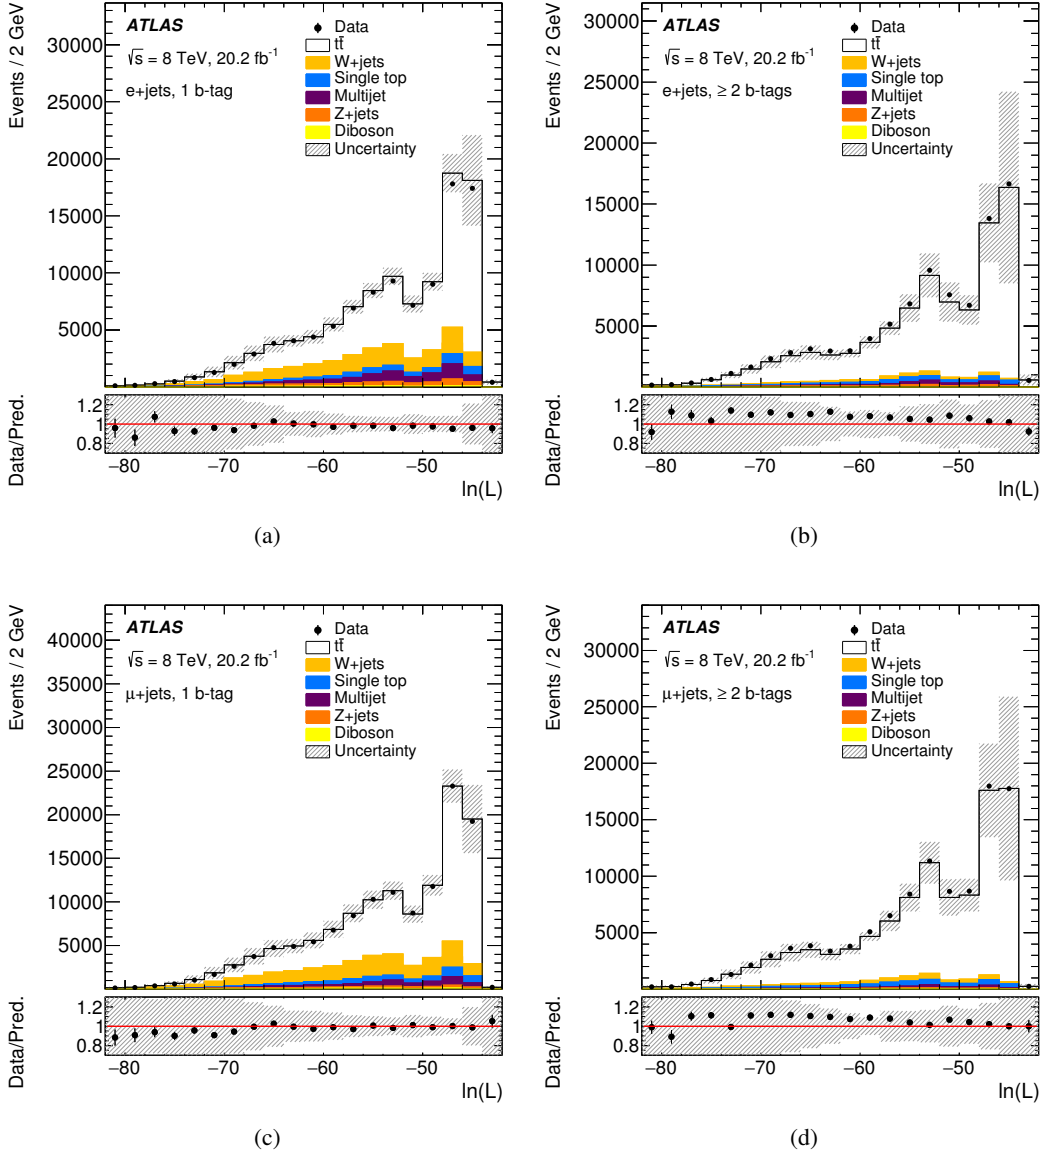 Events / 2 GeV
30000
25000
20000
15000
10000
5000
ATLAS
√s = 8 TeV, 20.2 fb⁻¹
e+jets, 1 b-tag
Data
tt̄
W+jets
Single top
Multijet
Z+jets
Diboson
Uncertainty
Data/Pred.
1.2
1
0.8
−80 −70 −60 −50
ln(L)
(a)
Events / 2 GeV
30000
25000
20000
15000
10000
5000
ATLAS
√s = 8 TeV, 20.2 fb⁻¹
e+jets, ≥ 2 b-tags
Data
tt̄
W+jets
Single top
Multijet
Z+jets
Diboson
Uncertainty
Data/Pred.
1.2
1
0.8
−80 −70 −60 −50
ln(L)
(b)
Events / 2 GeV
40000
35000
30000
25000
20000
15000
10000
5000
ATLAS
√s = 8 TeV, 20.2 fb⁻¹
μ+jets, 1 b-tag
Data
tt̄
W+jets
Single top
Multijet
Z+jets
Diboson
Uncertainty
Data/Pred.
1.2
1
0.8
−80 −70 −60 −50
ln(L)
(c)
Events / 2 GeV
30000
25000
20000
15000
10000
5000
ATLAS
√s = 8 TeV, 20.2 fb⁻¹
μ+jets, ≥ 2 b-tags
Data
tt̄
W+jets
Single top
Multijet
Z+jets
Diboson
Uncertainty
Data/Pred.
1.2
1
0.8
−80 −70 −60 −50
ln(L)
(d)